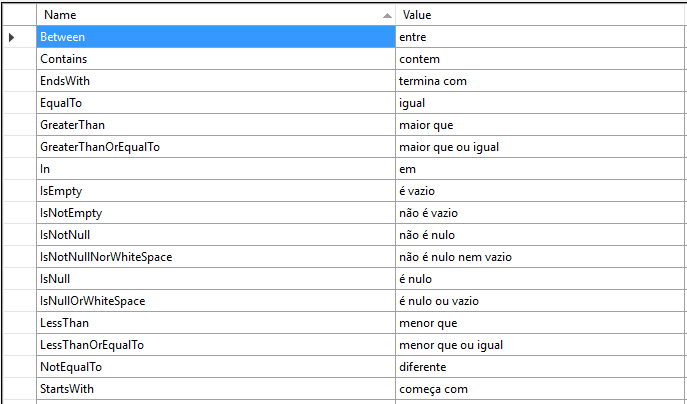 Name Value
Between entre
Contains contem
EndsWith termina com
EqualTo igual
GreaterThan maior que
GreaterThanOrEqualTo maior que ou igual
In em
IsEmpty é vazio
IsNotEmpty não é vazio
IsNotNull não é nulo
IsNotNullNorWhiteSpace não é nulo nem vazio
IsNull é nulo
IsNullOrWhiteSpace é nulo ou vazio
LessThan menor que
LessThanOrEqualTo menor que ou igual
NotEqualTo diferente
StartsWith começa com